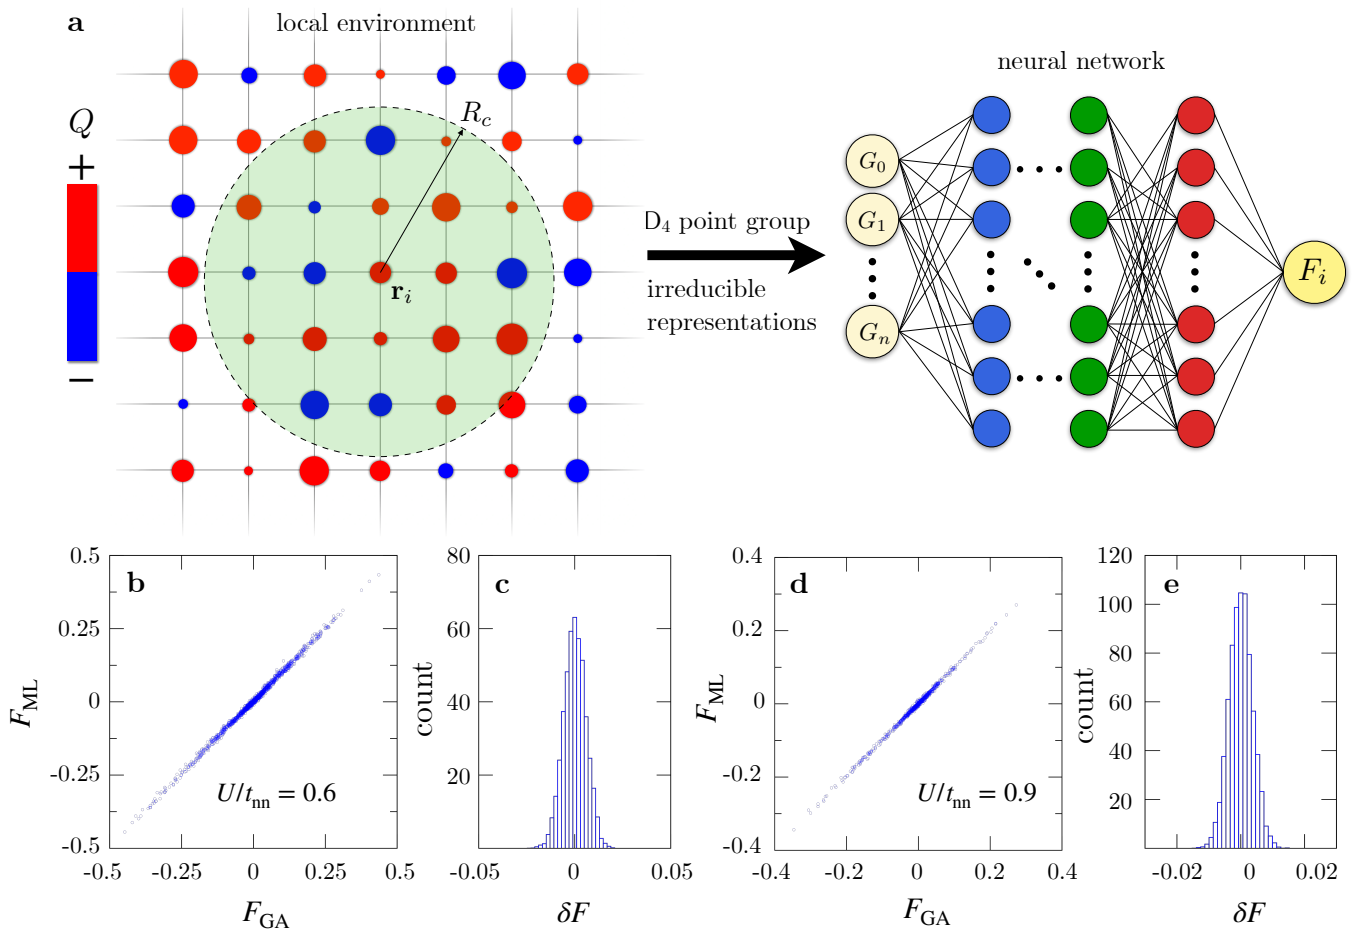 a
local environment
neural network
Q
+
−
R_c
r_i
D_4 point group
irreducible
representations
G_0
G_1
G_n
F_i
b
0.5
0.25
0
-0.25
-0.5
F_ML
U/t_nn = 0.6
-0.5
-0.25
0
0.25
0.5
F_GA
c
80
60
40
20
count
-0.05
0
0.05
δF
d
0.4
0.2
0
-0.2
-0.4
F_ML
U/t_nn = 0.9
-0.4
-0.2
0
0.2
0.4
F_GA
e
120
100
80
60
40
20
count
-0.02
0
0.02
δF